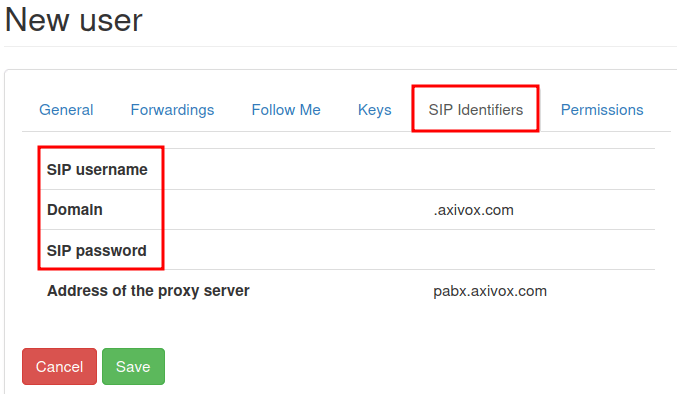 New user
General Forwardings Follow Me Keys SIP Identifiers Permissions
SIP username
Domain .axivox.com
SIP password
Address of the proxy server pabx.axivox.com
Cancel Save